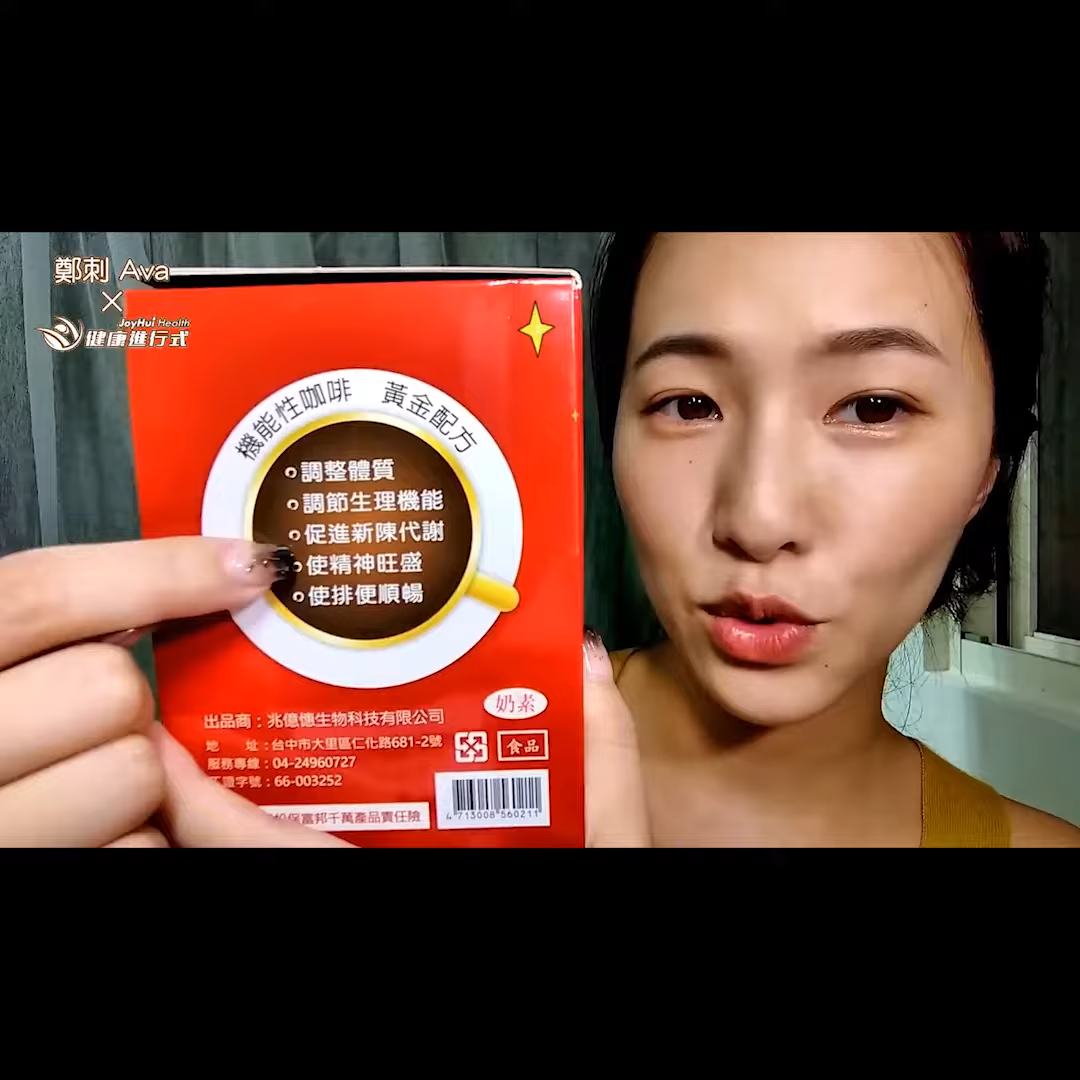 鄭刺 Ava
×
JoyHui Health
健康進行式
機能性咖啡 黃金配方
調整體質
調節生理機能
促進新陳代謝
使精神旺盛
使排便順暢
奶素
出品商：兆億憓生物科技有限公司
地 址：台中市大里區仁化路681-2號
食品
服務專線：04-24960727
證字號：66-003252
保富邦千萬產品責任險
4 713008 560211